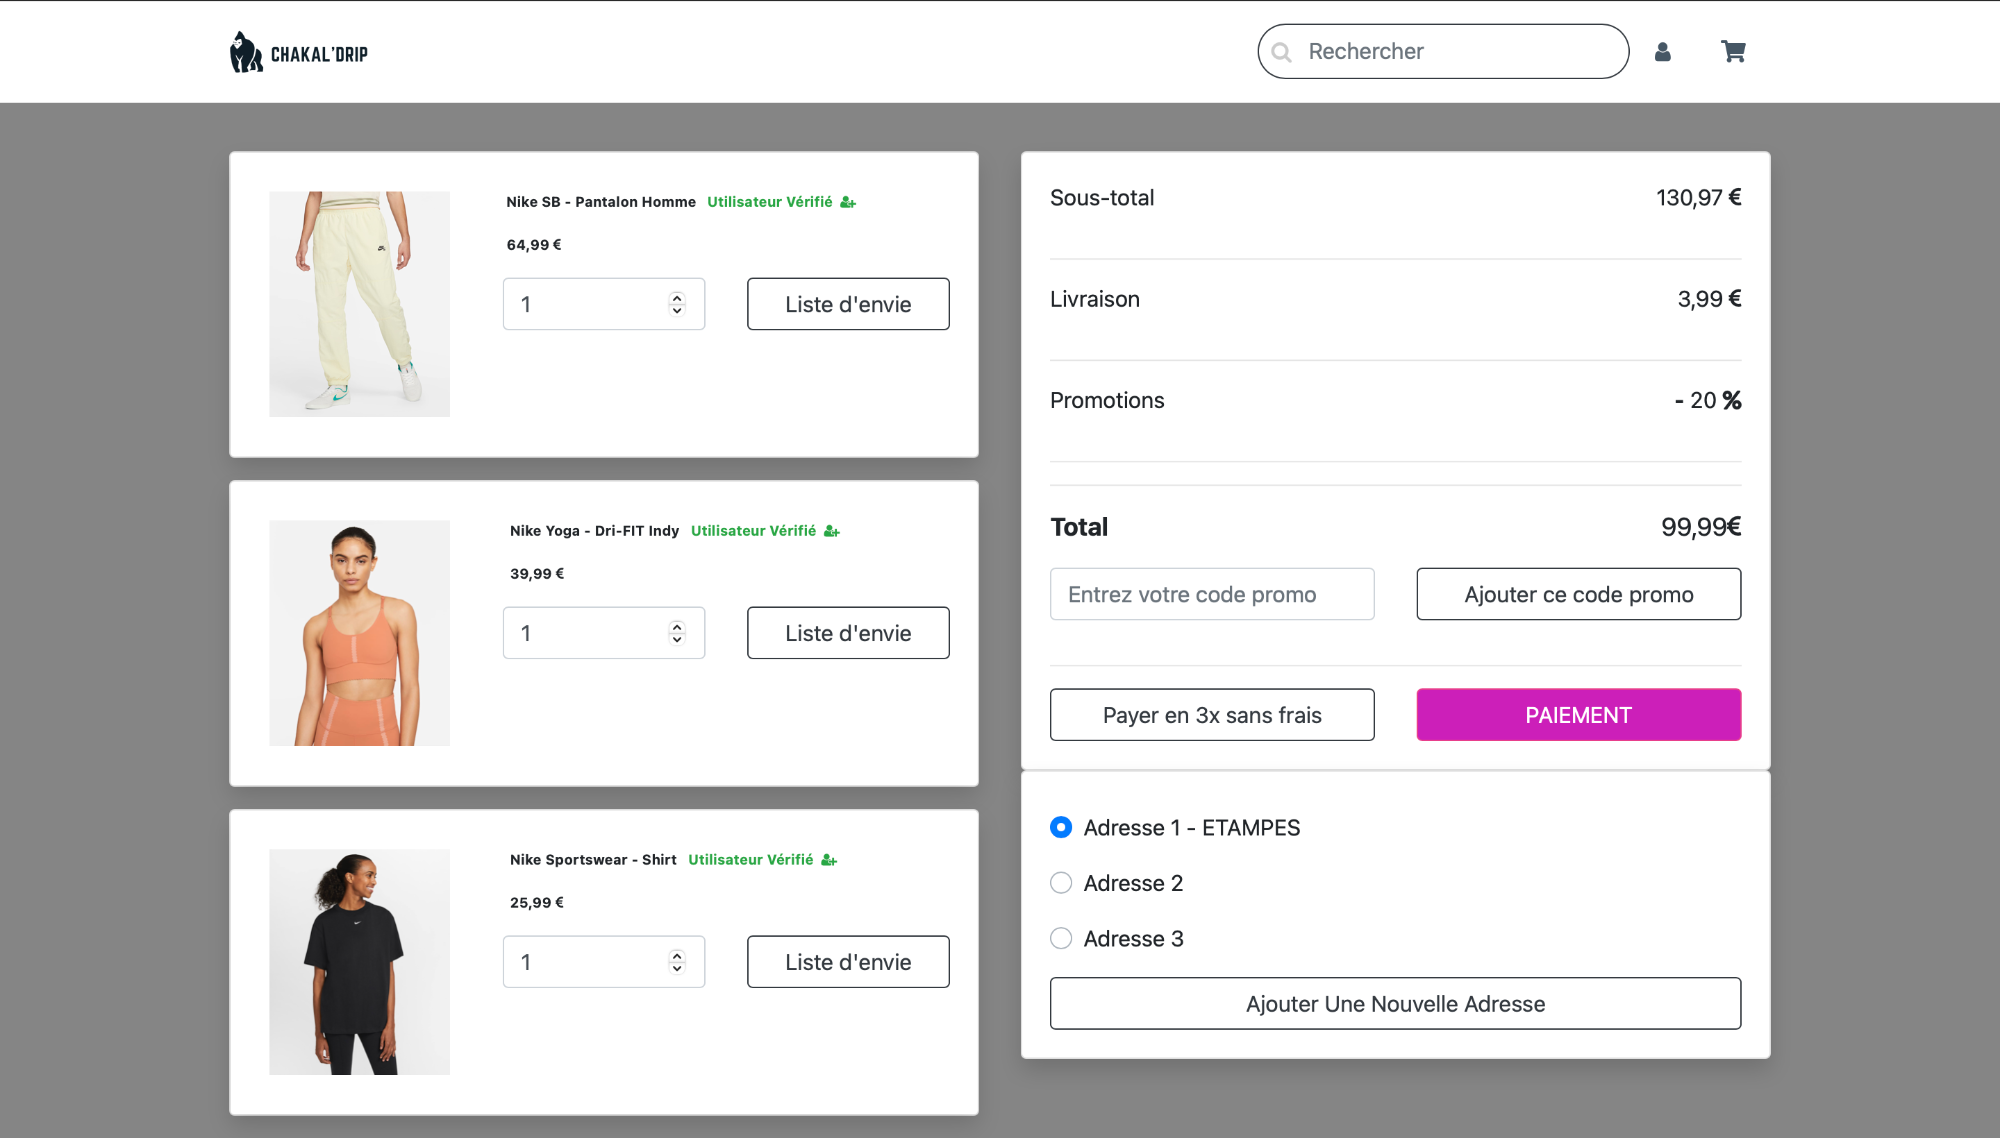 CHAKAL'DRIP
Rechercher
Nike SB - Pantalon Homme Utilisateur Vérifié
64,99 €
1
Liste d'envie
Nike Yoga - Dri-FIT Indy Utilisateur Vérifié
39,99 €
1
Liste d'envie
Nike Sportswear - Shirt Utilisateur Vérifié
25,99 €
1
Liste d'envie
Sous-total 130,97 €
Livraison 3,99 €
Promotions - 20 %
Total 99,99€
Entrez votre code promo
Ajouter ce code promo
Payer en 3x sans frais
PAIEMENT
Adresse 1 - ETAMPES
Adresse 2
Adresse 3
Ajouter Une Nouvelle Adresse